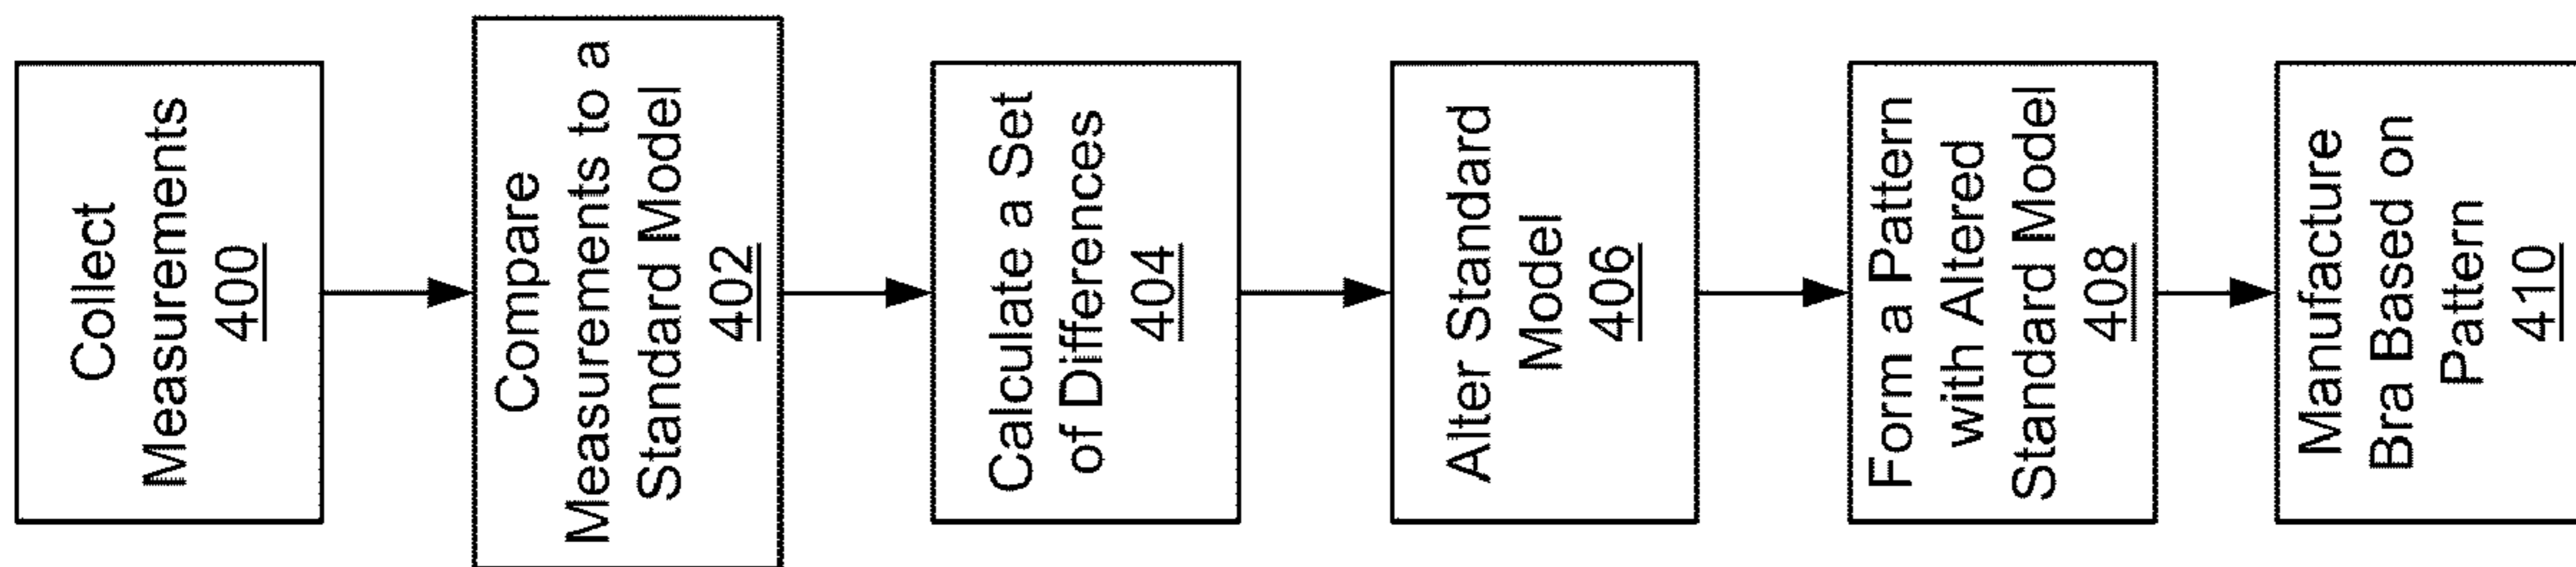 Collect
Measurements
400
Compare
Measurements to a
Standard Model
402
Calculate a Set
of Differences
404
Alter Standard
Model
406
Form a Pattern
with Altered
Standard Model
408
Manufacture
Bra Based on
Pattern
410